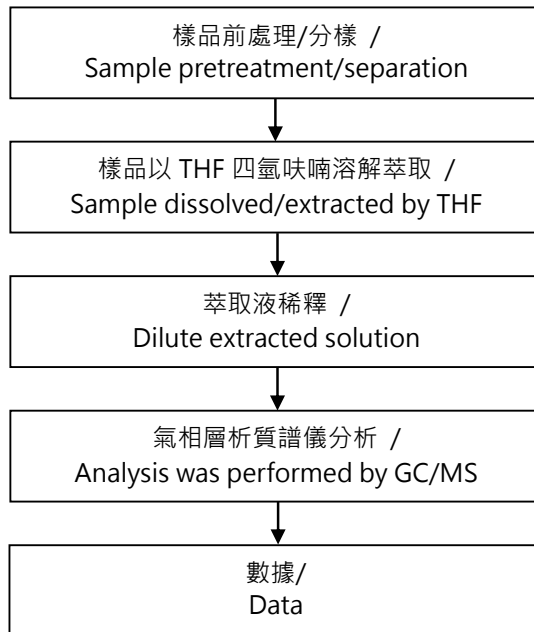 樣品前處理/分樣 /
Sample pretreatment/separation
樣品以 THF 四氫呋喃溶解萃取 /
Sample dissolved/extracted by THF
萃取液稀釋 /
Dilute extracted solution
氣相層析質譜儀分析 /
Analysis was performed by GC/MS
數據/
Data